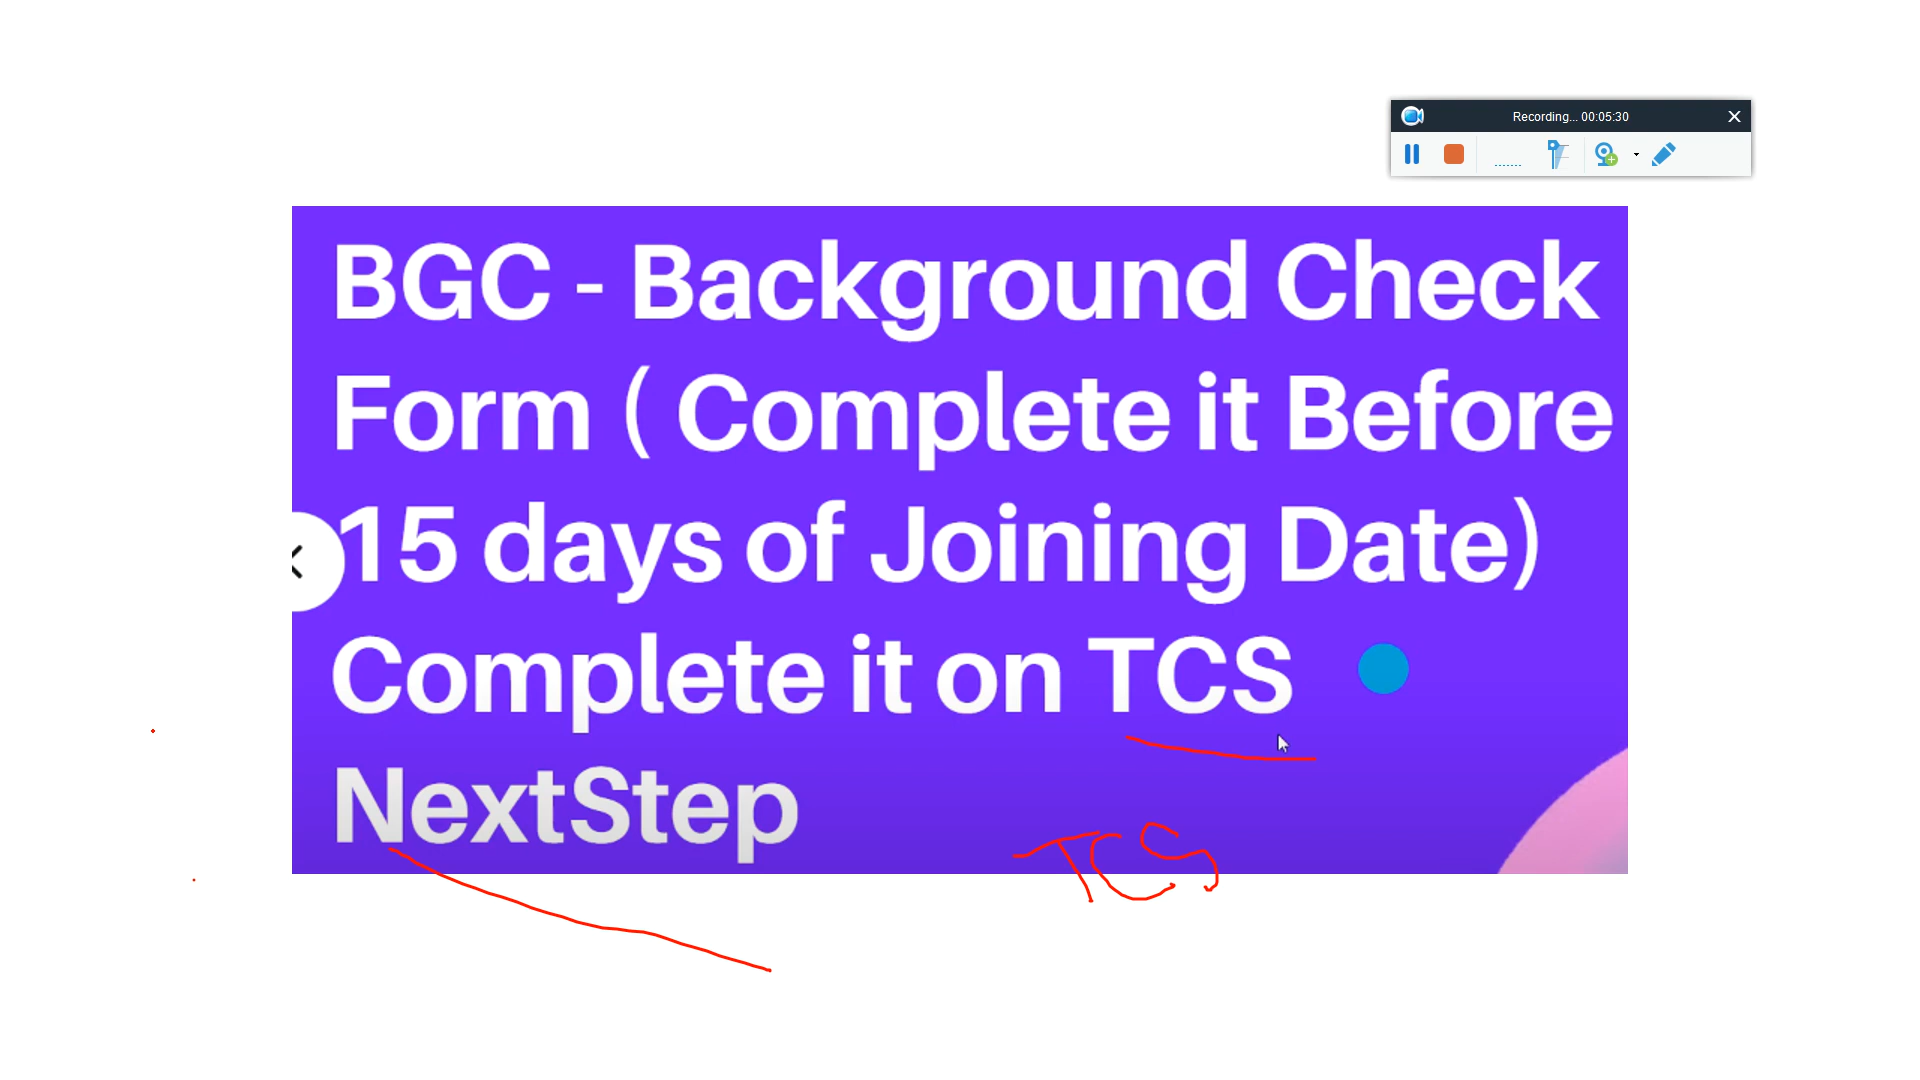 Recording... 00:05:30
BGC - Background Check
Form ( Complete it Before
15 days of Joining Date)
Complete it on TCS
NextStep
TCS